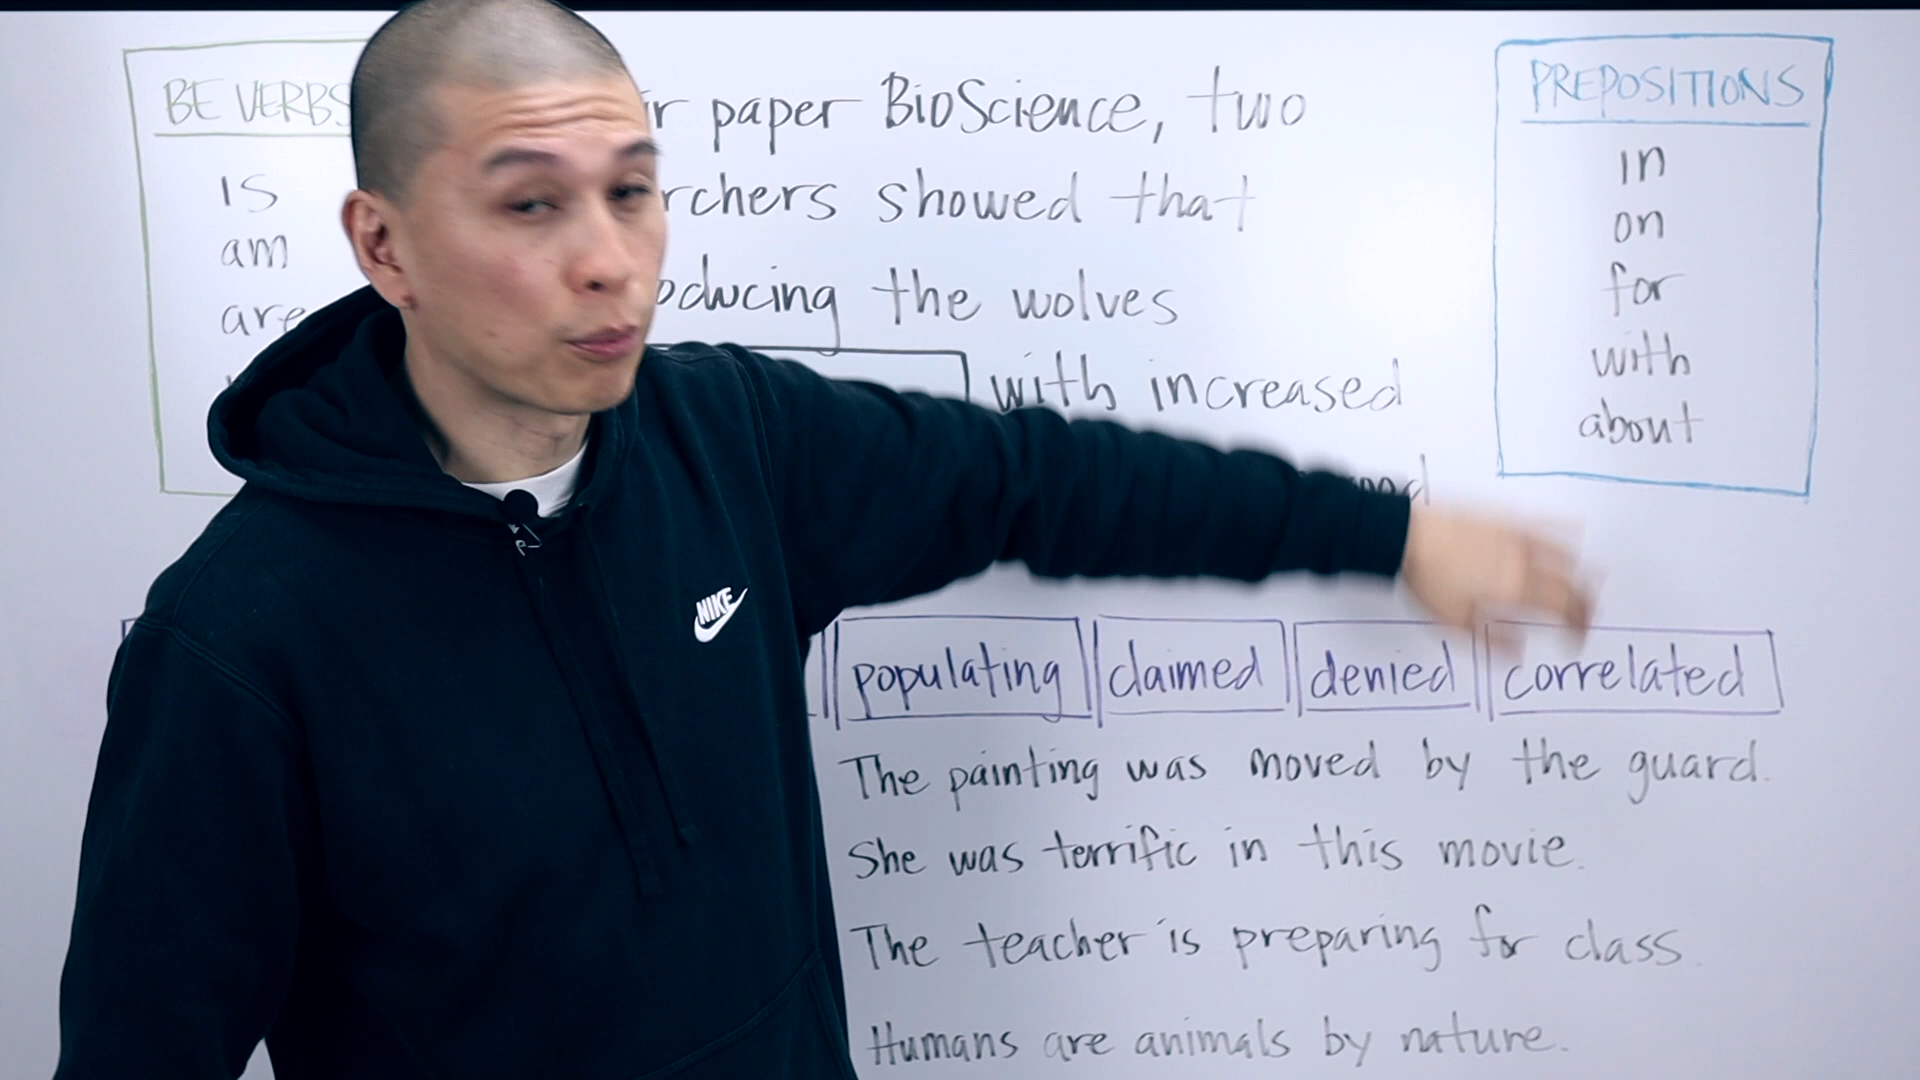 BE VERBS
is
am
are
paper BioScience, two
showed that
the wolves
with increased
PREPOSITIONS
in
on
for
with
about
NIKE
populating claimed denied correlated
The painting was moved by the guard.
She was terrific in this movie.
The teacher is preparing for class.
Humans are animals by nature.